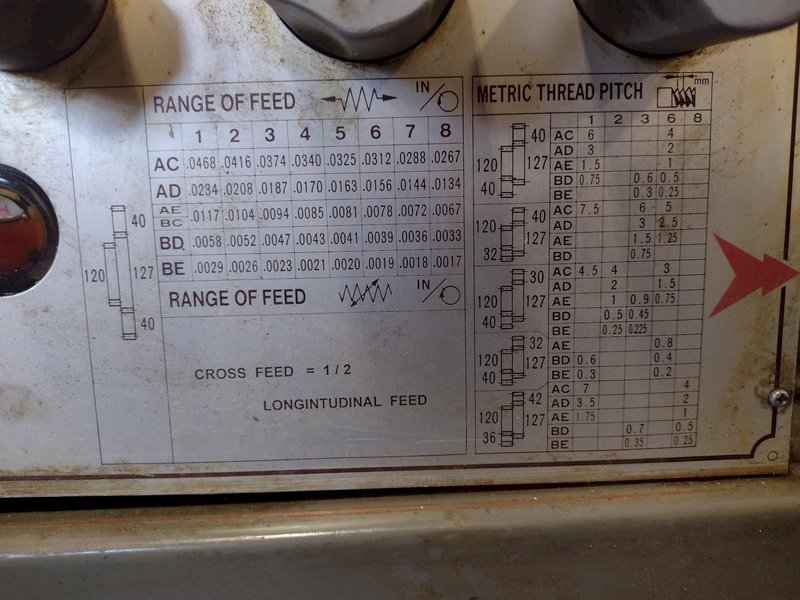 RANGE OF FEED IN
1 2 3 4 5 6 7 8
AC .0468 .0416 .0374 .0340 .0325 .0312 .0288 .0267
AD .0234 .0208 .0187 .0170 .0163 .0156 .0144 .0134
AE BC .0117 .0104 .0094 .0085 .0081 .0078 .0072 .0067
BD .0058 .0052 .0047 .0043 .0041 .0039 .0036 .0033
BE .0029 .0026 .0023 .0021 .0020 .0019 .0018 .0017
40
120 127
40
RANGE OF FEED IN
CROSS FEED = 1/2
LONGINTUDINAL FEED
METRIC THREAD PITCH mm
1 2 3 6 8
40
120 127
40
AC 6 4
AD 3 2
AE 1.5 1
BD 0.75 0.6 0.5
BE 0.3 0.25
40
120 127
32
AC 7.5 6 5
AD 3 2.5
AE 1.5 1.25
BD 0.75
30
120 127
40
AC 4.5 4 3
AD 2 1.5
AE 1 0.9 0.75
BD 0.5 0.45
BE 0.25 0.225
32
120 127
40
AE 0.8
BD 0.6 0.4
BE 0.3 0.2
42
120 127
36
AC 7 4
AD 3.5 2
AE 1.75 1
BD 0.7 0.5
BE 0.35 0.25